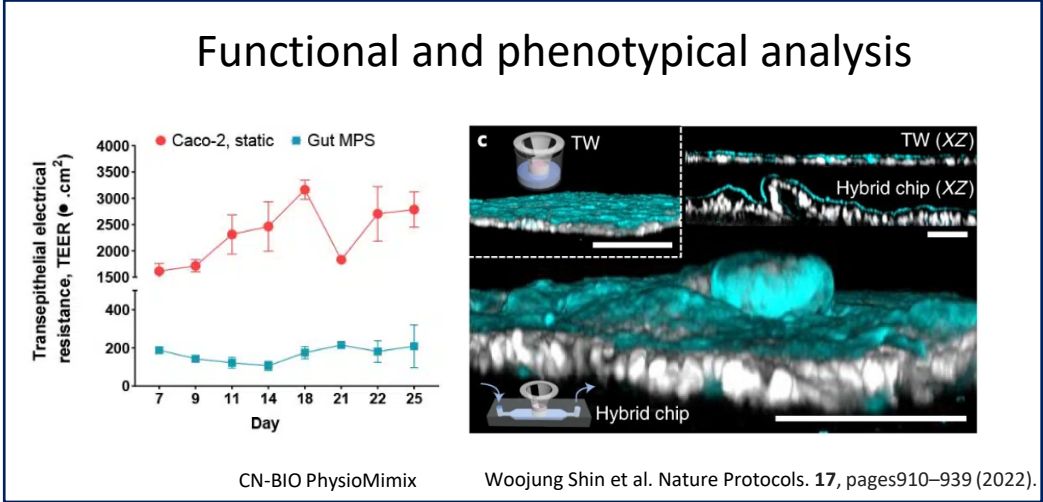 Functional and phenotypical analysis
Caco-2, static
Gut MPS
Transepithelial electrical
resistance, TEER (● .cm²)
4000
3500
3000
2500
2000
1500
400
200
0
7
9
11
14
18
21
22
25
Day
c
TW
TW (XZ)
Hybrid chip (XZ)
Hybrid chip
CN-BIO PhysioMimix
Woojung Shin et al. Nature Protocols. 17, pages910–939 (2022).